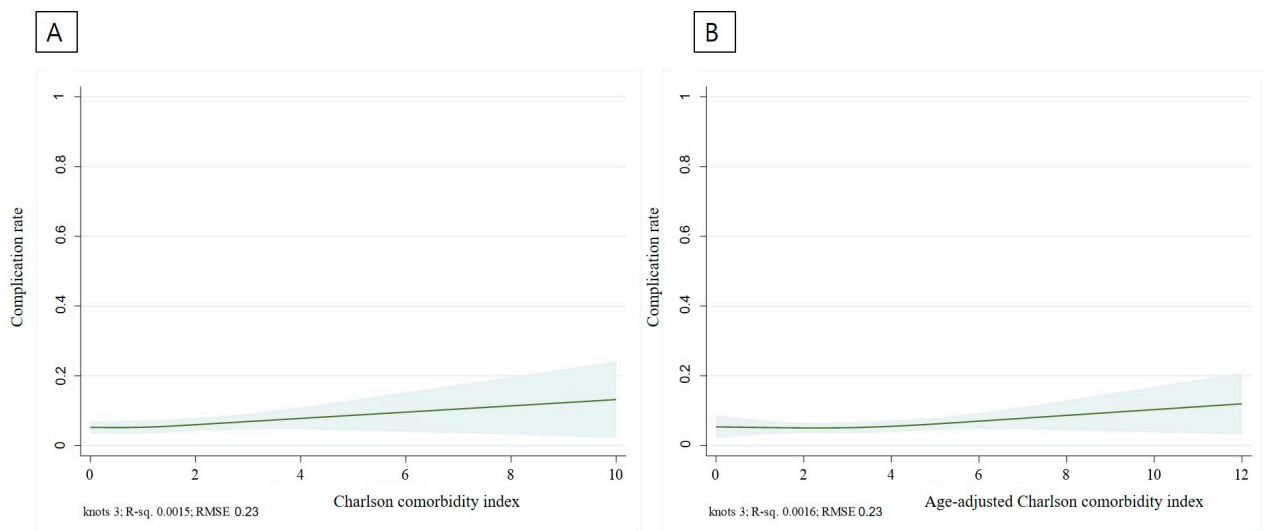 A
Complication rate
1
0.8
0.6
0.4
0.2
0
0 2 4 6 8 10
Charlson comorbidity index
knots 3; R-sq. 0.0015; RMSE 0.23
B
Complication rate
1
0.8
0.6
0.4
0.2
0
0 2 4 6 8 10 12
Age-adjusted Charlson comorbidity index
knots 3; R-sq. 0.0016; RMSE 0.23